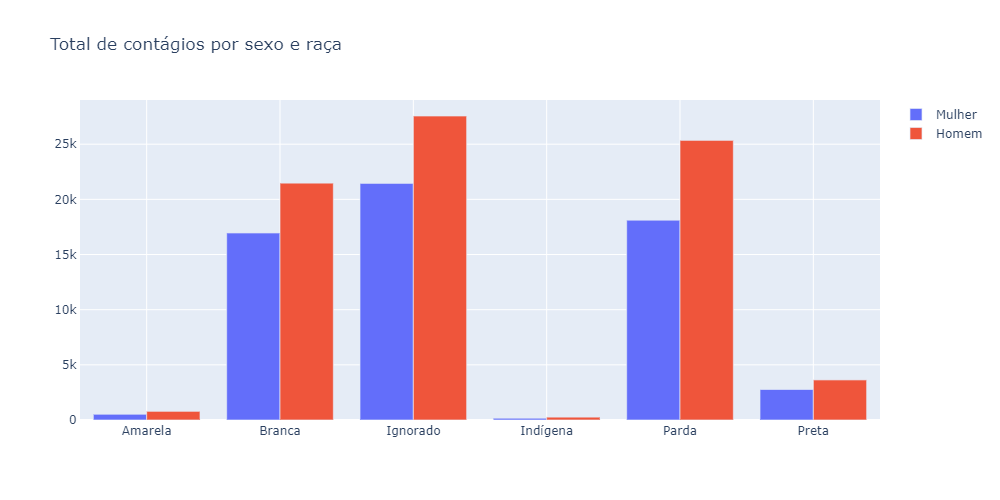 Total de contágios por sexo e raça
Mulher
Homem
25k
20k
15k
10k
5k
0
Amarela Branca Ignorado Indígena Parda Preta